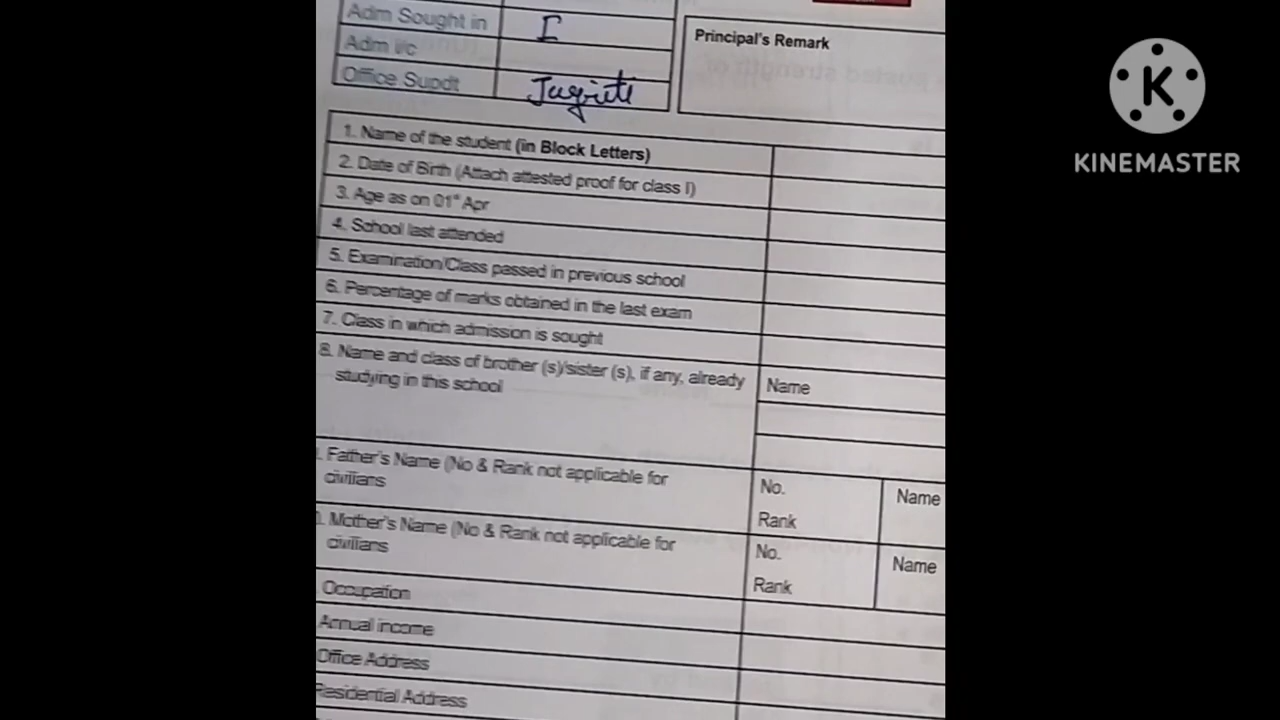 Adm Sought in I
Principal's Remark
Adm i/c
Office Supdt Jagriti
KINEMASTER
1. Name of the student (in Block Letters)
2. Date of Birth (Attach attested proof for class I)
3. Age as on 01st Apr
4. School last attended
5. Examination/Class passed in previous school
6. Percentage of marks obtained in the last exam
7. Class in which admission is sought
8. Name and class of brother (s)/sister (s), if any, already
studying in this school
Name
. Father's Name (No & Rank not applicable for
civilians
No.
Rank
Name
. Mother's Name (No & Rank not applicable for
civilians
No.
Rank
Name
Occupation
Annual income
Office Address
Residential Address